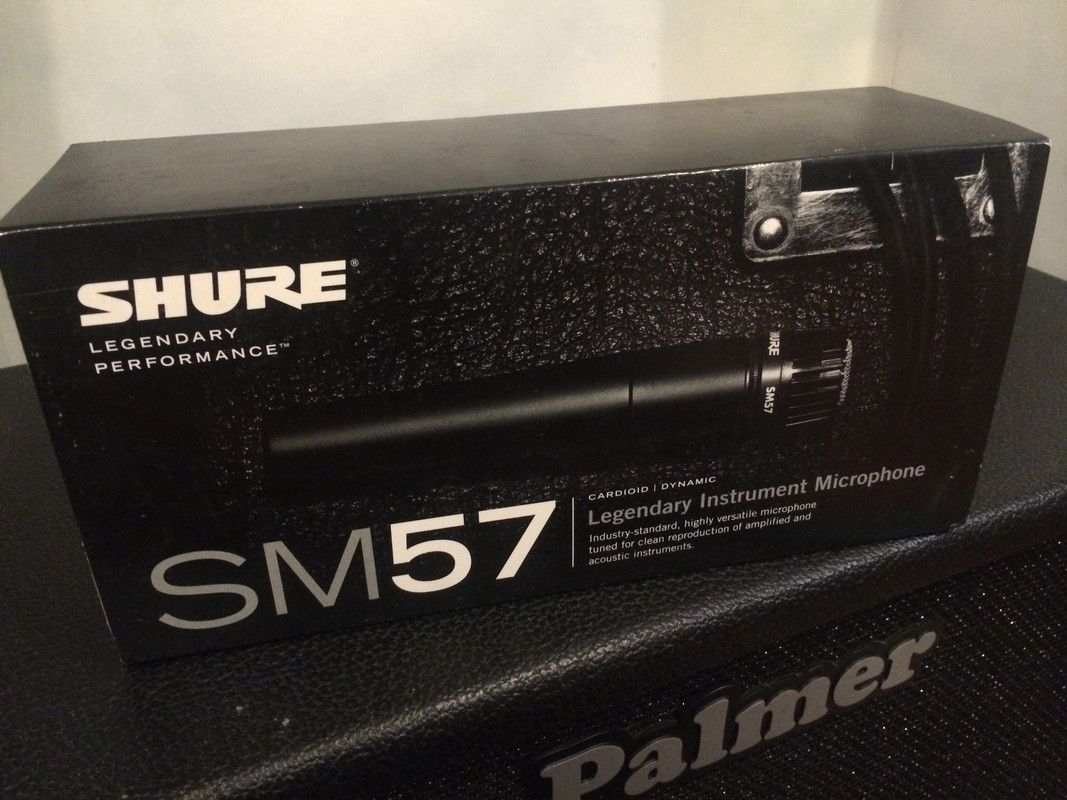 SHURE®
LEGENDARY
PERFORMANCE™
URE
SM57
SM57
CARDIOID | DYNAMIC
Legendary Instrument Microphone
Industry-standard, highly versatile microphone
tuned for clean reproduction of amplified and
acoustic instruments.
Palmer